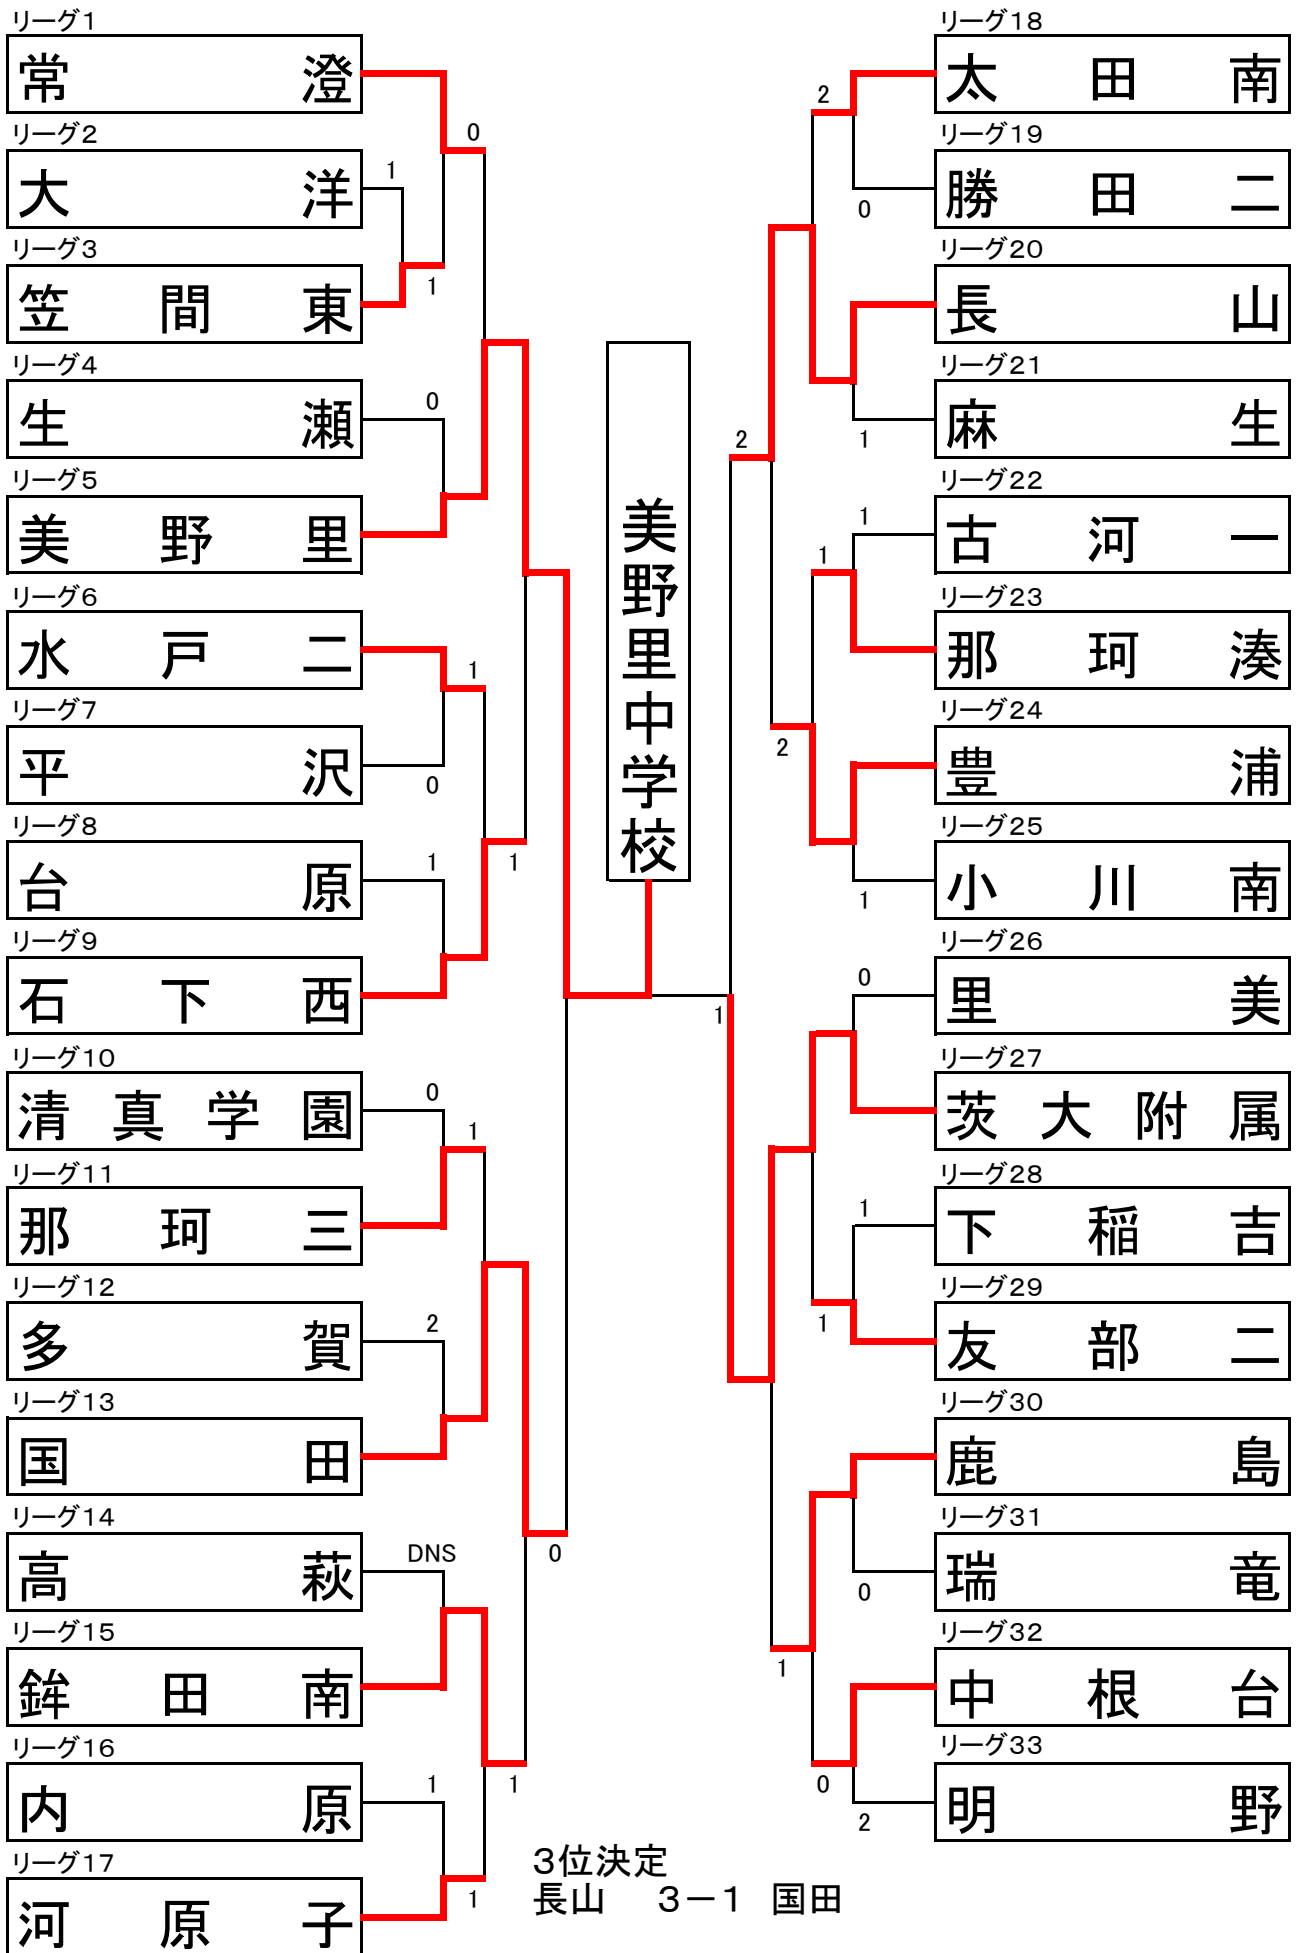 リーグ1
常澄
リーグ2
大洋
リーグ3
笠間東
リーグ4
生瀬
リーグ5
美野里
リーグ6
水戸二
リーグ7
平沢
リーグ8
台原
リーグ9
石下西
リーグ10
清真学園
リーグ11
那珂三
リーグ12
多賀
リーグ13
国田
リーグ14
高萩
リーグ15
鉾田南
リーグ16
内原
リーグ17
河原子
0
1
1
0
1
0
1
1
0
1
2
DNS
0
1
1
1
美野里中学校
1
3位決定
長山 3－1 国田
リーグ18
太田南
リーグ19
勝田二
リーグ20
長山
リーグ21
麻生
リーグ22
古河一
リーグ23
那珂湊
リーグ24
豊浦
リーグ25
小川南
リーグ26
里美
リーグ27
茨大附属
リーグ28
下稲吉
リーグ29
友部二
リーグ30
鹿島
リーグ31
瑞竜
リーグ32
中根台
リーグ33
明野
2
0
2
1
1
1
2
1
0
1
1
0
1
0
2